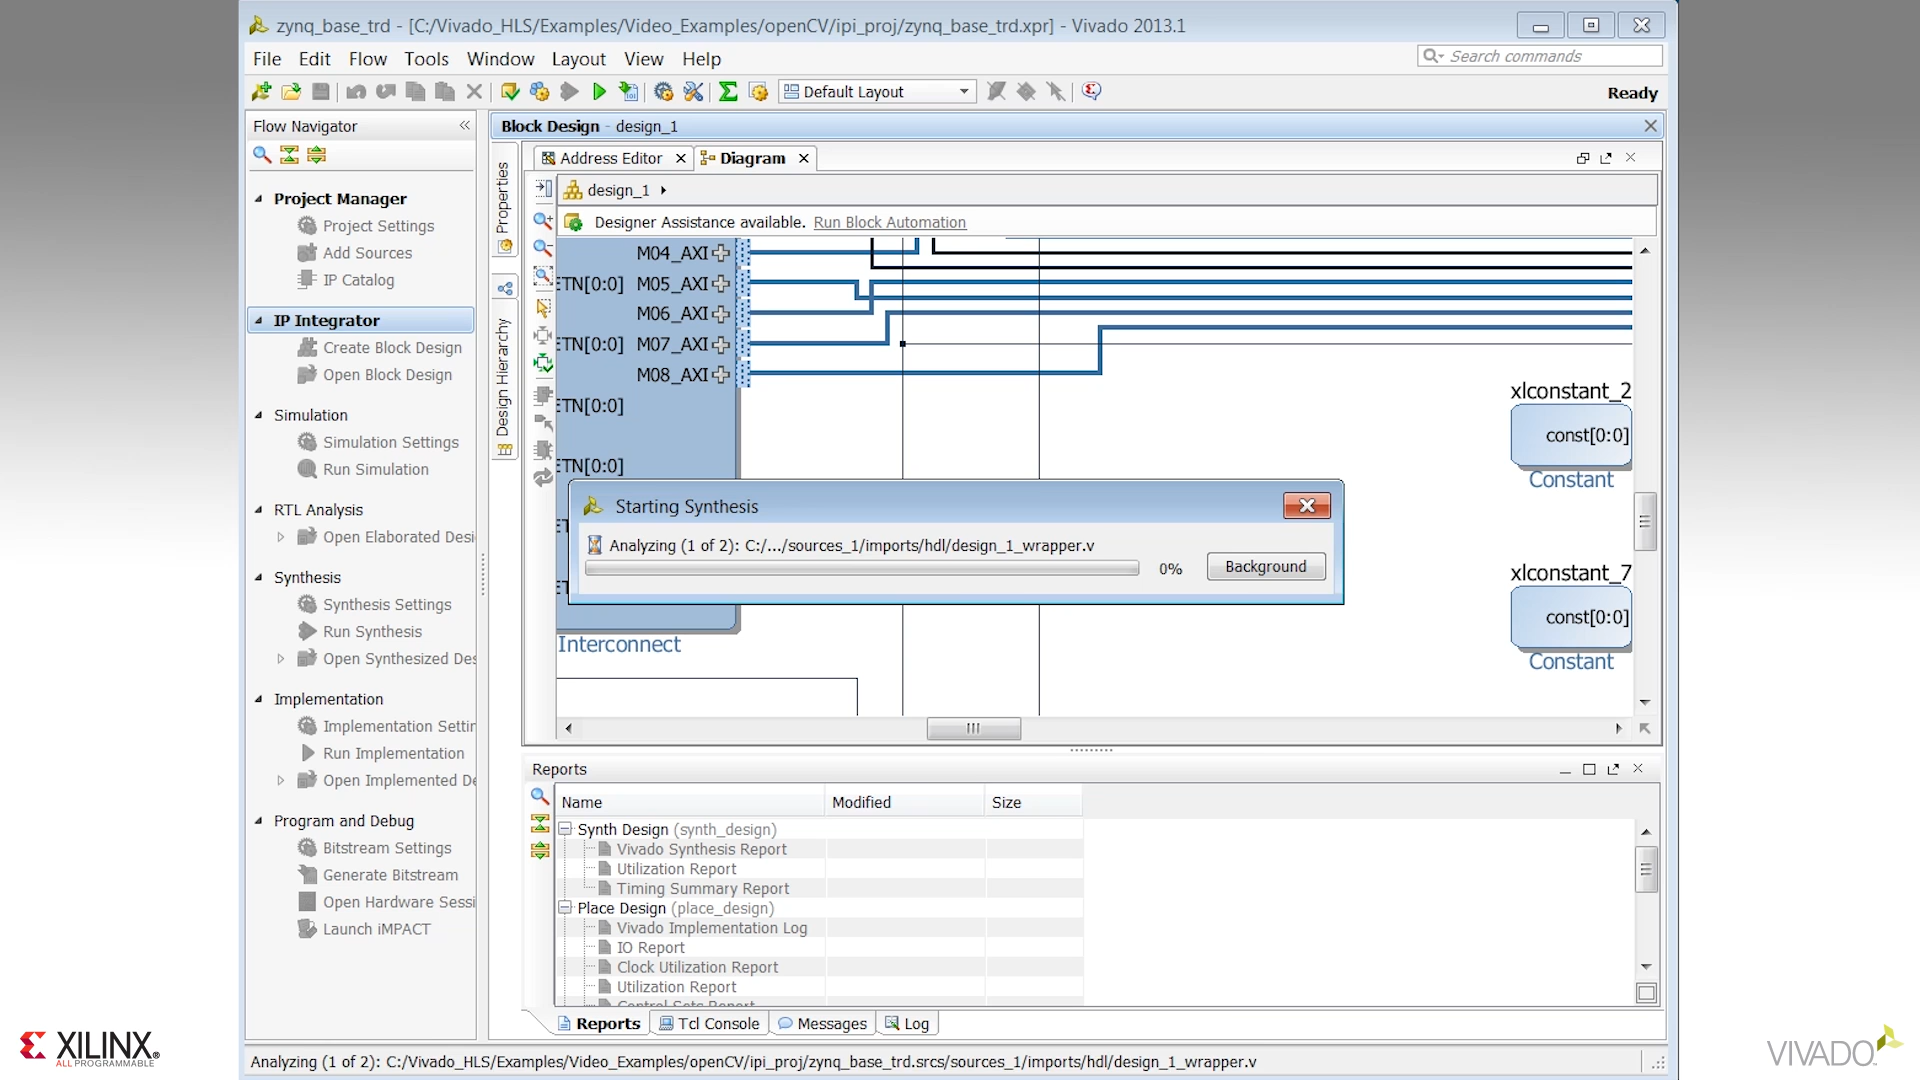 zynq_base_trd - [C:/Vivado_HLS/Examples/Video_Examples/openCV/ipi_proj/zynq_base_trd.xpr] - Vivado 2013.1
File Edit Flow Tools Window Layout View Help
Search commands
Default Layout
Ready
Flow Navigator
Project Manager
Project Settings
Add Sources
IP Catalog
IP Integrator
Create Block Design
Open Block Design
Simulation
Simulation Settings
Run Simulation
RTL Analysis
Open Elaborated Desi
Synthesis
Synthesis Settings
Run Synthesis
Open Synthesized Des
Implementation
Implementation Settin
Run Implementation
Open Implemented De
Program and Debug
Bitstream Settings
Generate Bitstream
Open Hardware Sessi
Launch iMPACT
Block Design - design_1
Properties
Design Hierarchy
Address Editor
Diagram
design_1
Designer Assistance available. Run Block Automation
M04_AXI
ETN[0:0] M05_AXI
M06_AXI
ETN[0:0] M07_AXI
M08_AXI
ETN[0:0]
ETN[0:0]
Interconnect
xlconstant_2
const[0:0]
Constant
xlconstant_7
const[0:0]
Constant
Starting Synthesis
Analyzing (1 of 2): C:/.../sources_1/imports/hdl/design_1_wrapper.v
0%
Background
Reports
Name Modified Size
Synth Design (synth_design)
Vivado Synthesis Report
Utilization Report
Timing Summary Report
Place Design (place_design)
Vivado Implementation Log
IO Report
Clock Utilization Report
Utilization Report
Control Sets Report
Reports Tcl Console Messages Log
Analyzing (1 of 2): C:/Vivado_HLS/Examples/Video_Examples/openCV/ipi_proj/zynq_base_trd.srcs/sources_1/imports/hdl/design_1_wrapper.v
XILINX
ALL PROGRAMMABLE
VIVADO